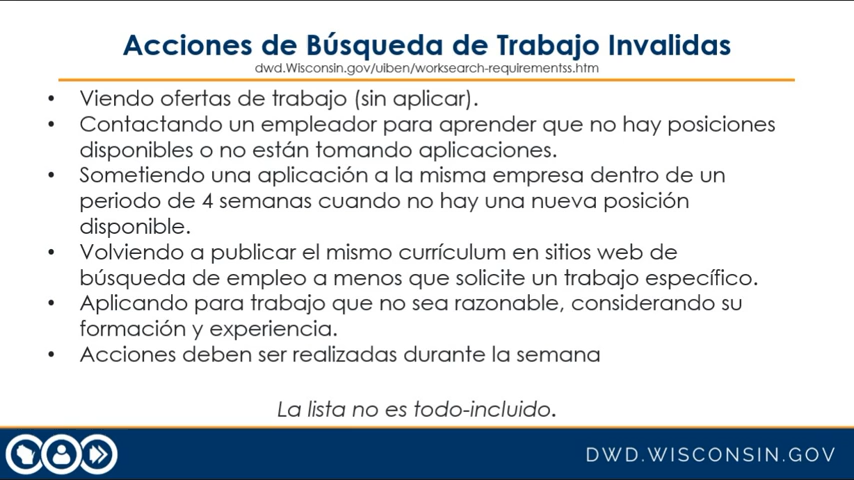 Acciones de Búsqueda de Trabajo Invalidas
dwd.Wisconsin.gov/uiben/worksearch-requirementss.htm
• Viendo ofertas de trabajo (sin aplicar).
• Contactando un empleador para aprender que no hay posiciones
disponibles o no están tomando aplicaciones.
• Sometiendo una aplicación a la misma empresa dentro de un
periodo de 4 semanas cuando no hay una nueva posición
disponible.
• Volviendo a publicar el mismo currículum en sitios web de
búsqueda de empleo a menos que solicite un trabajo específico.
• Aplicando para trabajo que no sea razonable, considerando su
formación y experiencia.
• Acciones deben ser realizadas durante la semana
La lista no es todo-incluido.
DWD.WISCONSIN.GOV